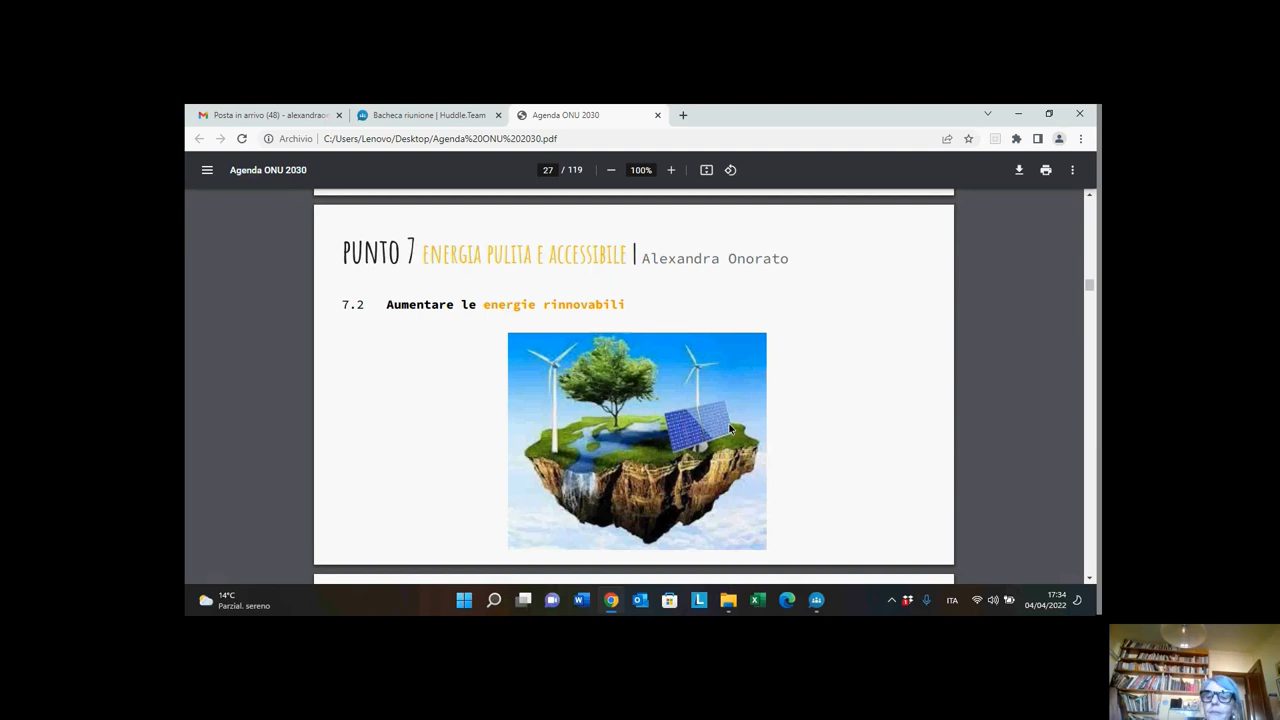 Posta in arrivo (48) - alexandrao
Bacheca riunione | Huddle.Team
Agenda ONU 2030
Archivio
C:/Users/Lenovo/Desktop/Agenda%20ONU%202030.pdf
Agenda ONU 2030
27 / 119
100%
PUNTO 7 ENERGIA PULITA E ACCESSIBILE | Alexandra Onorato
7.2 Aumentare le energie rinnovabili
14°C
Parzial. sereno
ITA
17:34
04/04/2022